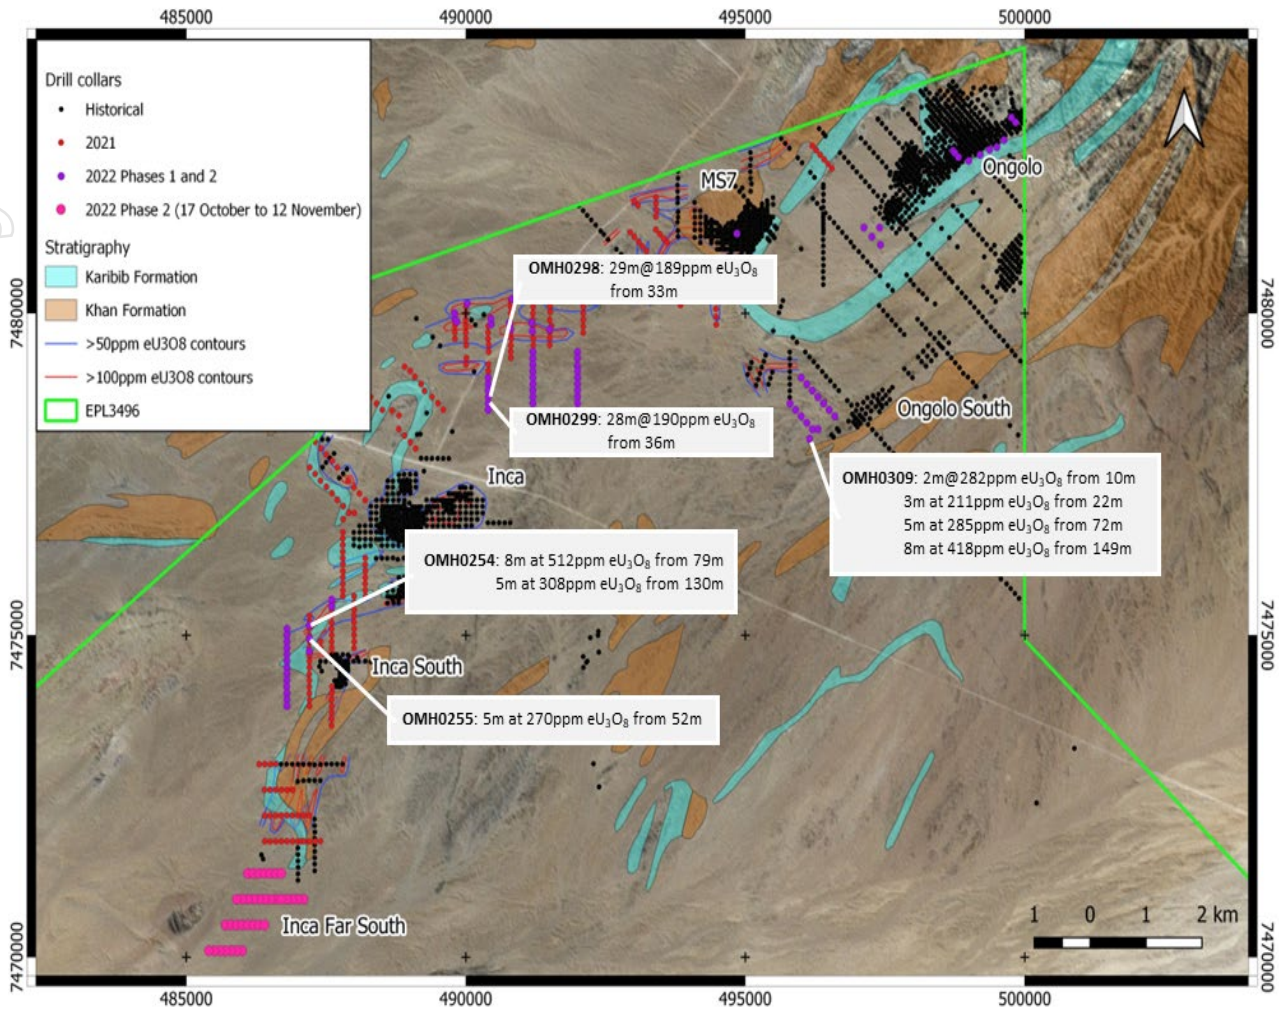 485000 490000 495000 500000
Drill collars
Historical
2021
2022 Phases 1 and 2
2022 Phase 2 (17 October to 12 November)
Stratigraphy
Karibib Formation
Khan Formation
>50ppm eU3O8 contours
>100ppm eU3O8 contours
EPL3496
MS7
Ongolo
OMH0298: 29m@189ppm eU₃O₈
from 33m
7480000
7480000
OMH0299: 28m@190ppm eU₃O₈
from 36m
Ongolo South
Inca
OMH0309: 2m@282ppm eU₃O₈ from 10m
3m at 211ppm eU₃O₈ from 22m
5m at 285ppm eU₃O₈ from 72m
8m at 418ppm eU₃O₈ from 149m
OMH0254: 8m at 512ppm eU₃O₈ from 79m
5m at 308ppm eU₃O₈ from 130m
7475000
7475000
Inca South
OMH0255: 5m at 270ppm eU₃O₈ from 52m
Inca Far South
1 0 1 2 km
7470000
7470000
485000 490000 495000 500000